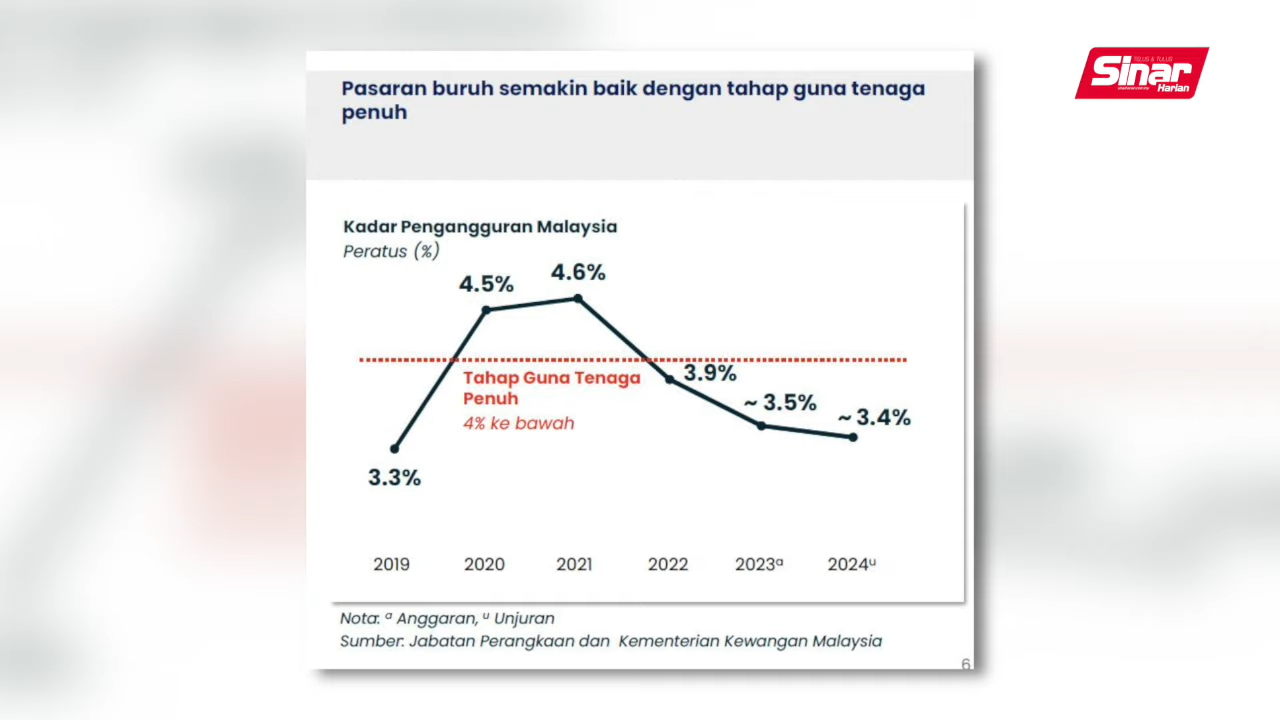 TELUS & TULUS
Sinar
Harian
Pasaran buruh semakin baik dengan tahap guna tenaga
penuh
Kadar Pengangguran Malaysia
Peratus (%)
4.5%
4.6%
3.9%
~ 3.5%
~ 3.4%
3.3%
Tahap Guna Tenaga
Penuh
4% ke bawah
2019 2020 2021 2022 2023ᵃ 2024ᵘ
Nota: ᵃ Anggaran, ᵘ Unjuran
Sumber: Jabatan Perangkaan dan Kementerian Kewangan Malaysia
6